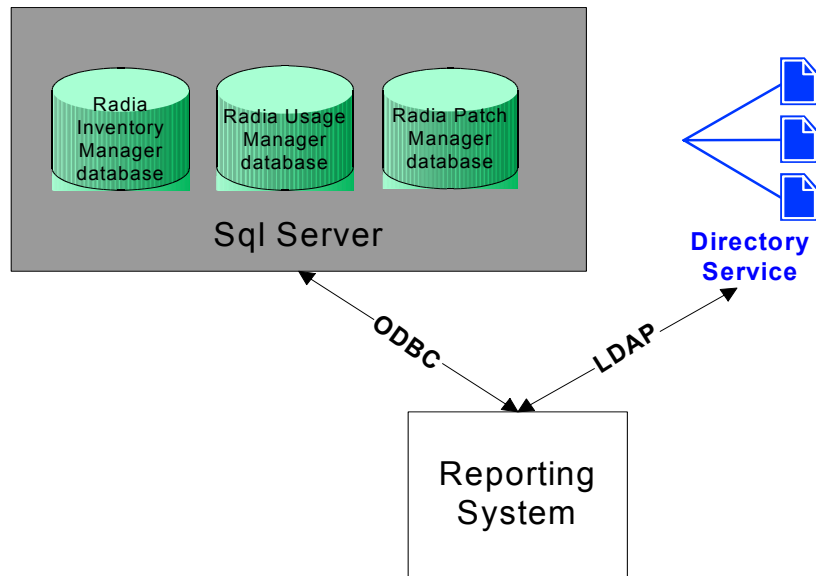 Radia
Inventory
Manager
database
Radia Usage
Manager
database
Radia Patch
Manager
database
Sql Server
Directory
Service
ODBC
LDAP
Reporting
System